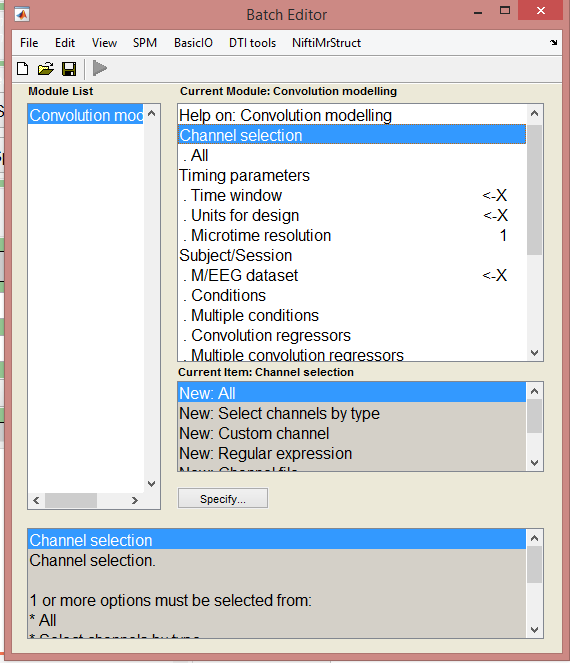 Batch Editor
File Edit View SPM BasicIO DTI tools NiftiMrStruct
Module List
Current Module: Convolution modelling
Convolution mod
Help on: Convolution modelling
Channel selection
. All
Timing parameters
. Time window <-X
. Units for design <-X
. Microtime resolution 1
Subject/Session
. M/EEG dataset <-X
. Conditions
. Multiple conditions
. Convolution regressors
. Multiple convolution regressors
Current Item: Channel selection
New: All
New: Select channels by type
New: Custom channel
New: Regular expression
New: Channel file
Specify...
Channel selection
Channel selection.
1 or more options must be selected from:
* All
* Select channels by type